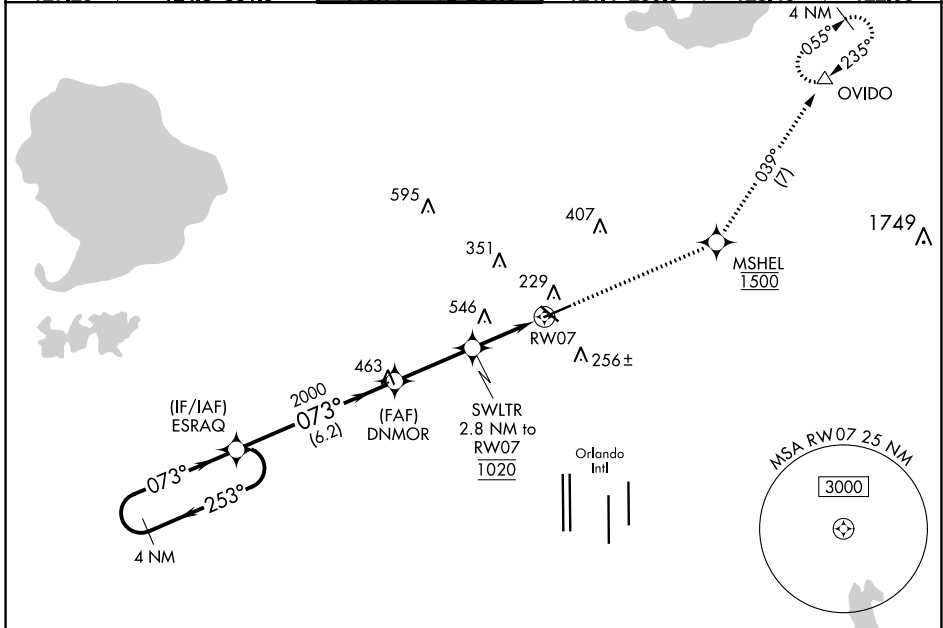 4 NM
055°
235°
OVIDO
039°
(7)
595
407
1749
351
MSHEL
1500
229
546
RW07
256±
463
2000
073°
(6.2)
(IF/IAF)
ESRAQ
(FAF)
DNMOR
SWLTR
2.8 NM to
RW07
1020
073°
253°
4 NM
Orlando
Intl
MSA RW07 25 NM
3000